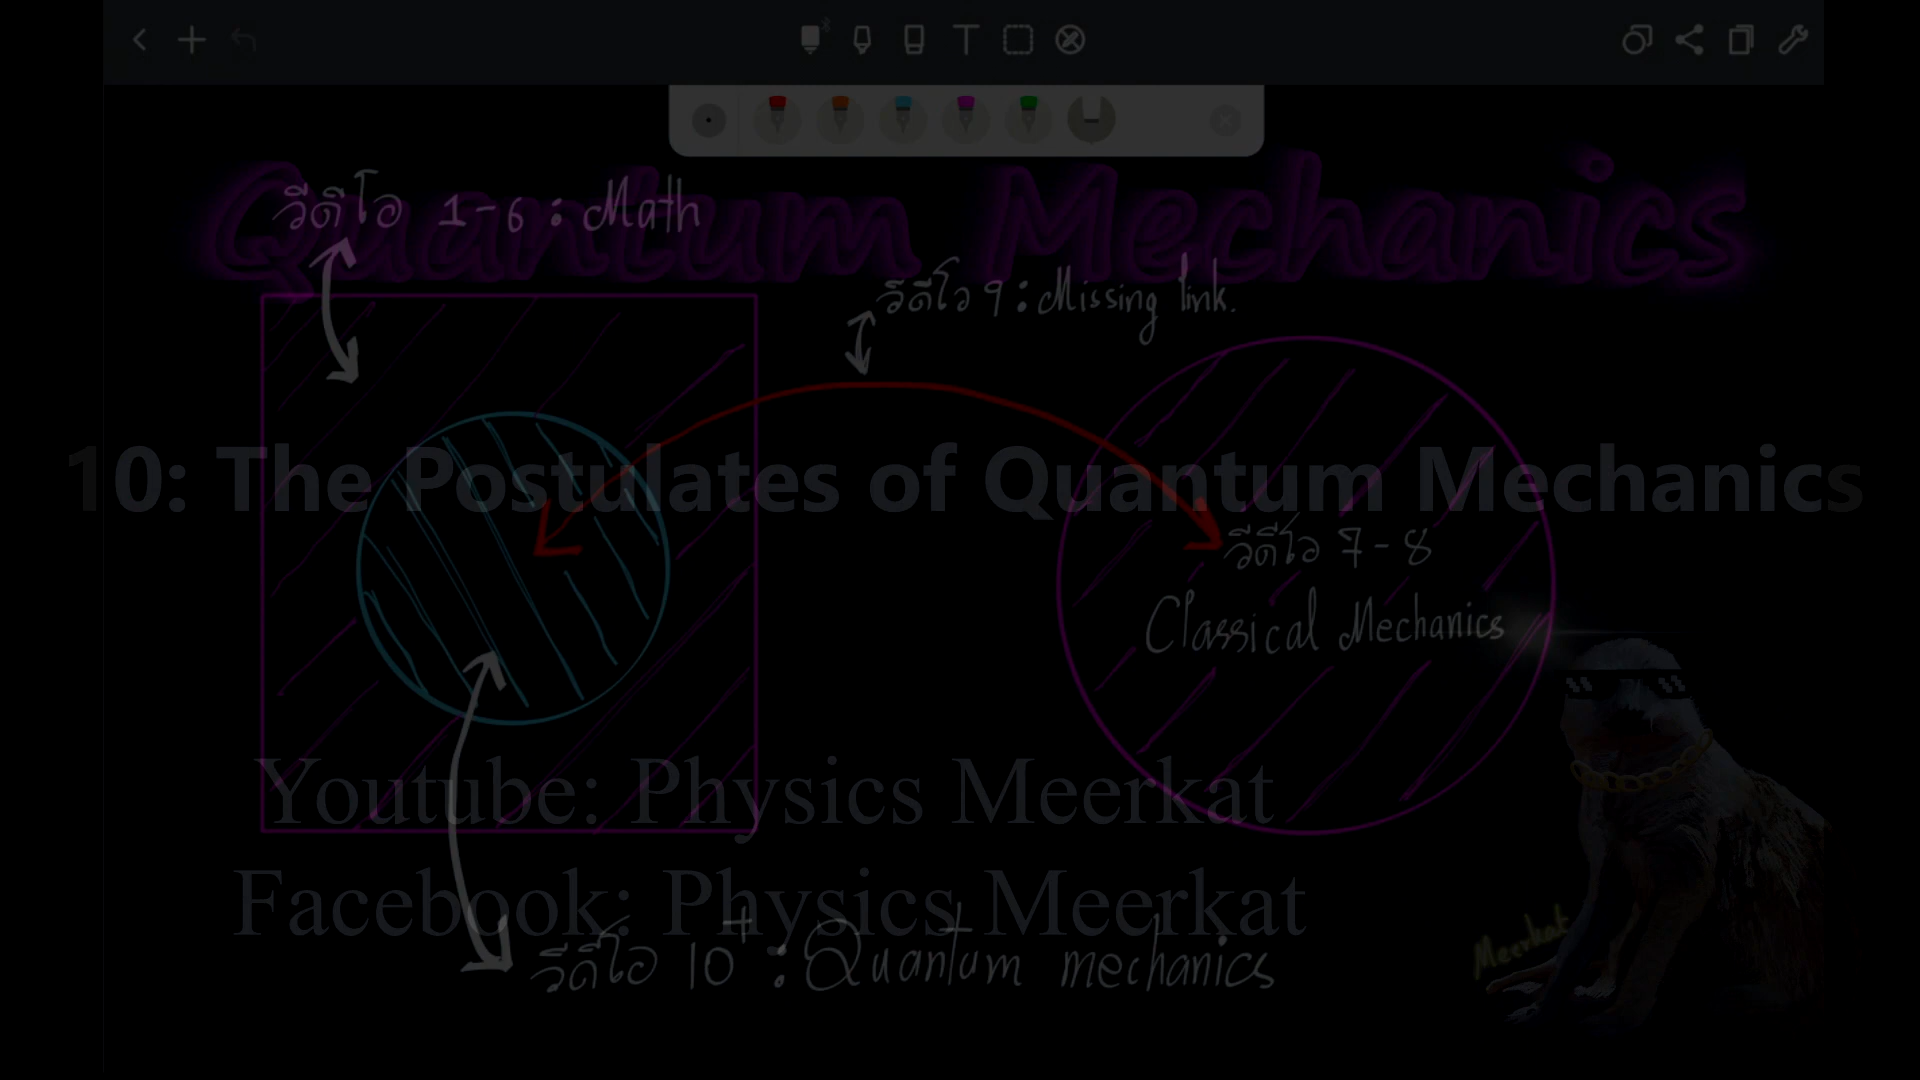 Quantum Mechanics
วีดีโอ 1-6 : Math
วีดีโอ 9 : Missing link.
10: The Postulates of Quantum Mechanics
วีดีโอ 7-8
Classical Mechanics
Youtube: Physics Meerkat
Facebook: Physics Meerkat
วีดีโอ 10+ : Quantum mechanics
Meerkat